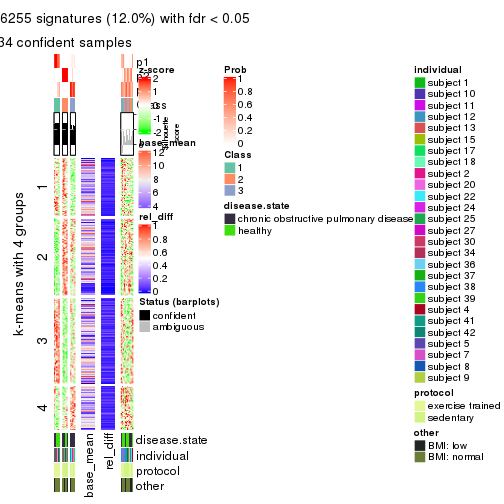 6255 signatures (12.0%) with fdr < 0.05
34 confident samples
p1
z-score
2
1
0
-1
-2
silhouette
score
base_mean
12
10
8
6
4
rel_diff
1
0.8
0.6
0.4
0.2
0
Status (barplots)
confident
ambiguous
k-means with 4 groups
1
2
3
4
base_mean
rel_diff
disease.state
individual
protocol
other
Prob
1
0.8
0.6
0.4
0.2
0
Class
1
2
3
disease.state
chronic obstructive pulmonary disease
healthy
individual
subject 1
subject 10
subject 11
subject 12
subject 13
subject 15
subject 17
subject 18
subject 2
subject 20
subject 22
subject 24
subject 25
subject 27
subject 30
subject 34
subject 36
subject 37
subject 38
subject 39
subject 4
subject 41
subject 42
subject 5
subject 7
subject 8
subject 9
protocol
exercise trained
sedentary
other
BMI: low
BMI: normal